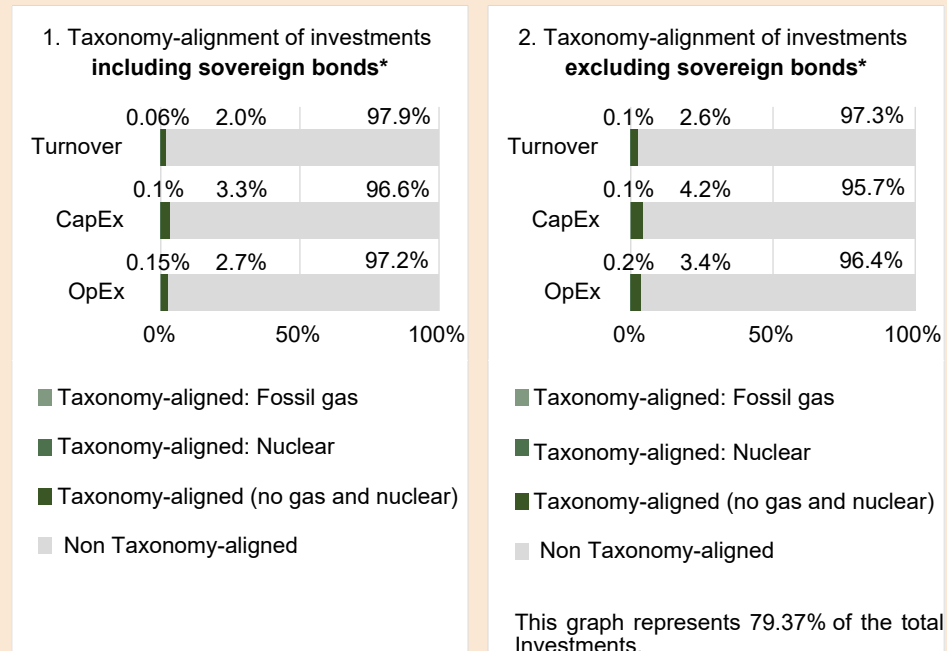 1. Taxonomy-alignment of investments
including sovereign bonds*
0.06% 2.0% 97.9%
Turnover
0.1% 3.3% 96.6%
CapEx
0.15% 2.7% 97.2%
OpEx
0% 50% 100%
Taxonomy-aligned: Fossil gas
Taxonomy-aligned: Nuclear
Taxonomy-aligned (no gas and nuclear)
Non Taxonomy-aligned
2. Taxonomy-alignment of investments
excluding sovereign bonds*
0.1% 2.6% 97.3%
Turnover
0.1% 4.2% 95.7%
CapEx
0.2% 3.4% 96.4%
OpEx
0% 50% 100%
Taxonomy-aligned: Fossil gas
Taxonomy-aligned: Nuclear
Taxonomy-aligned (no gas and nuclear)
Non Taxonomy-aligned
This graph represents 79.37% of the total
Investments.